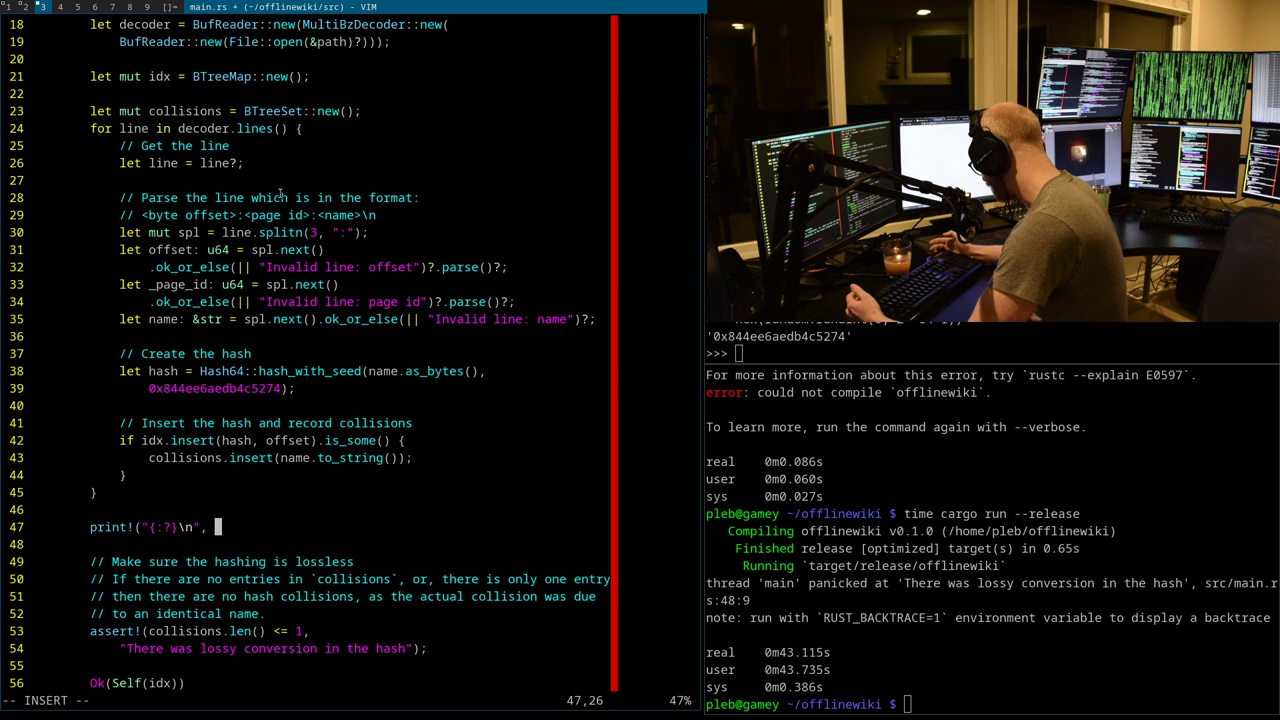 1 2 3 4 5 6 7 8 9 []= main.rs + (~/offlinewiki/src) - VIM
18 let decoder = BufReader::new(MultiBzDecoder::new(
19 BufReader::new(File::open(&path)?)));
20
21 let mut idx = BTreeMap::new();
22
23 let mut collisions = BTreeSet::new();
24 for line in decoder.lines() {
25 // Get the line
26 let line = line?;
27
28 // Parse the line which is in the format:
29 // <byte offset>:<page id>:<name>\n
30 let mut spl = line.splitn(3, ":");
31 let offset: u64 = spl.next()
32 .ok_or_else(|| "Invalid line: offset")?.parse()?;
33 let _page_id: u64 = spl.next()
34 .ok_or_else(|| "Invalid line: page id")?.parse()?;
35 let name: &str = spl.next().ok_or_else(|| "Invalid line: name")?;
36
37 // Create the hash
38 let hash = Hash64::hash_with_seed(name.as_bytes(),
39 0x844ee6aedb4c5274);
40
41 // Insert the hash and record collisions
42 if idx.insert(hash, offset).is_some() {
43 collisions.insert(name.to_string());
44 }
45 }
46
47 print!("{:?}\n",
48
49 // Make sure the hashing is lossless
50 // If there are no entries in `collisions`, or, there is only one entry
51 // then there are no hash collisions, as the actual collision was due
52 // to an identical name.
53 assert!(collisions.len() <= 1,
54 "There was lossy conversion in the hash");
55
56 Ok(Self(idx))
-- INSERT -- 47,26 47%
'0x844ee6aedb4c5274'
>>>
For more information about this error, try `rustc --explain E0597`.
error: could not compile `offlinewiki`.
To learn more, run the command again with --verbose.
real 0m0.086s
user 0m0.060s
sys 0m0.027s
pleb@gamey ~/offlinewiki $ time cargo run --release
Compiling offlinewiki v0.1.0 (/home/pleb/offlinewiki)
Finished release [optimized] target(s) in 0.65s
Running `target/release/offlinewiki`
thread 'main' panicked at 'There was lossy conversion in the hash', src/main.r
s:48:9
note: run with `RUST_BACKTRACE=1` environment variable to display a backtrace
real 0m43.115s
user 0m43.735s
sys 0m0.386s
pleb@gamey ~/offlinewiki $